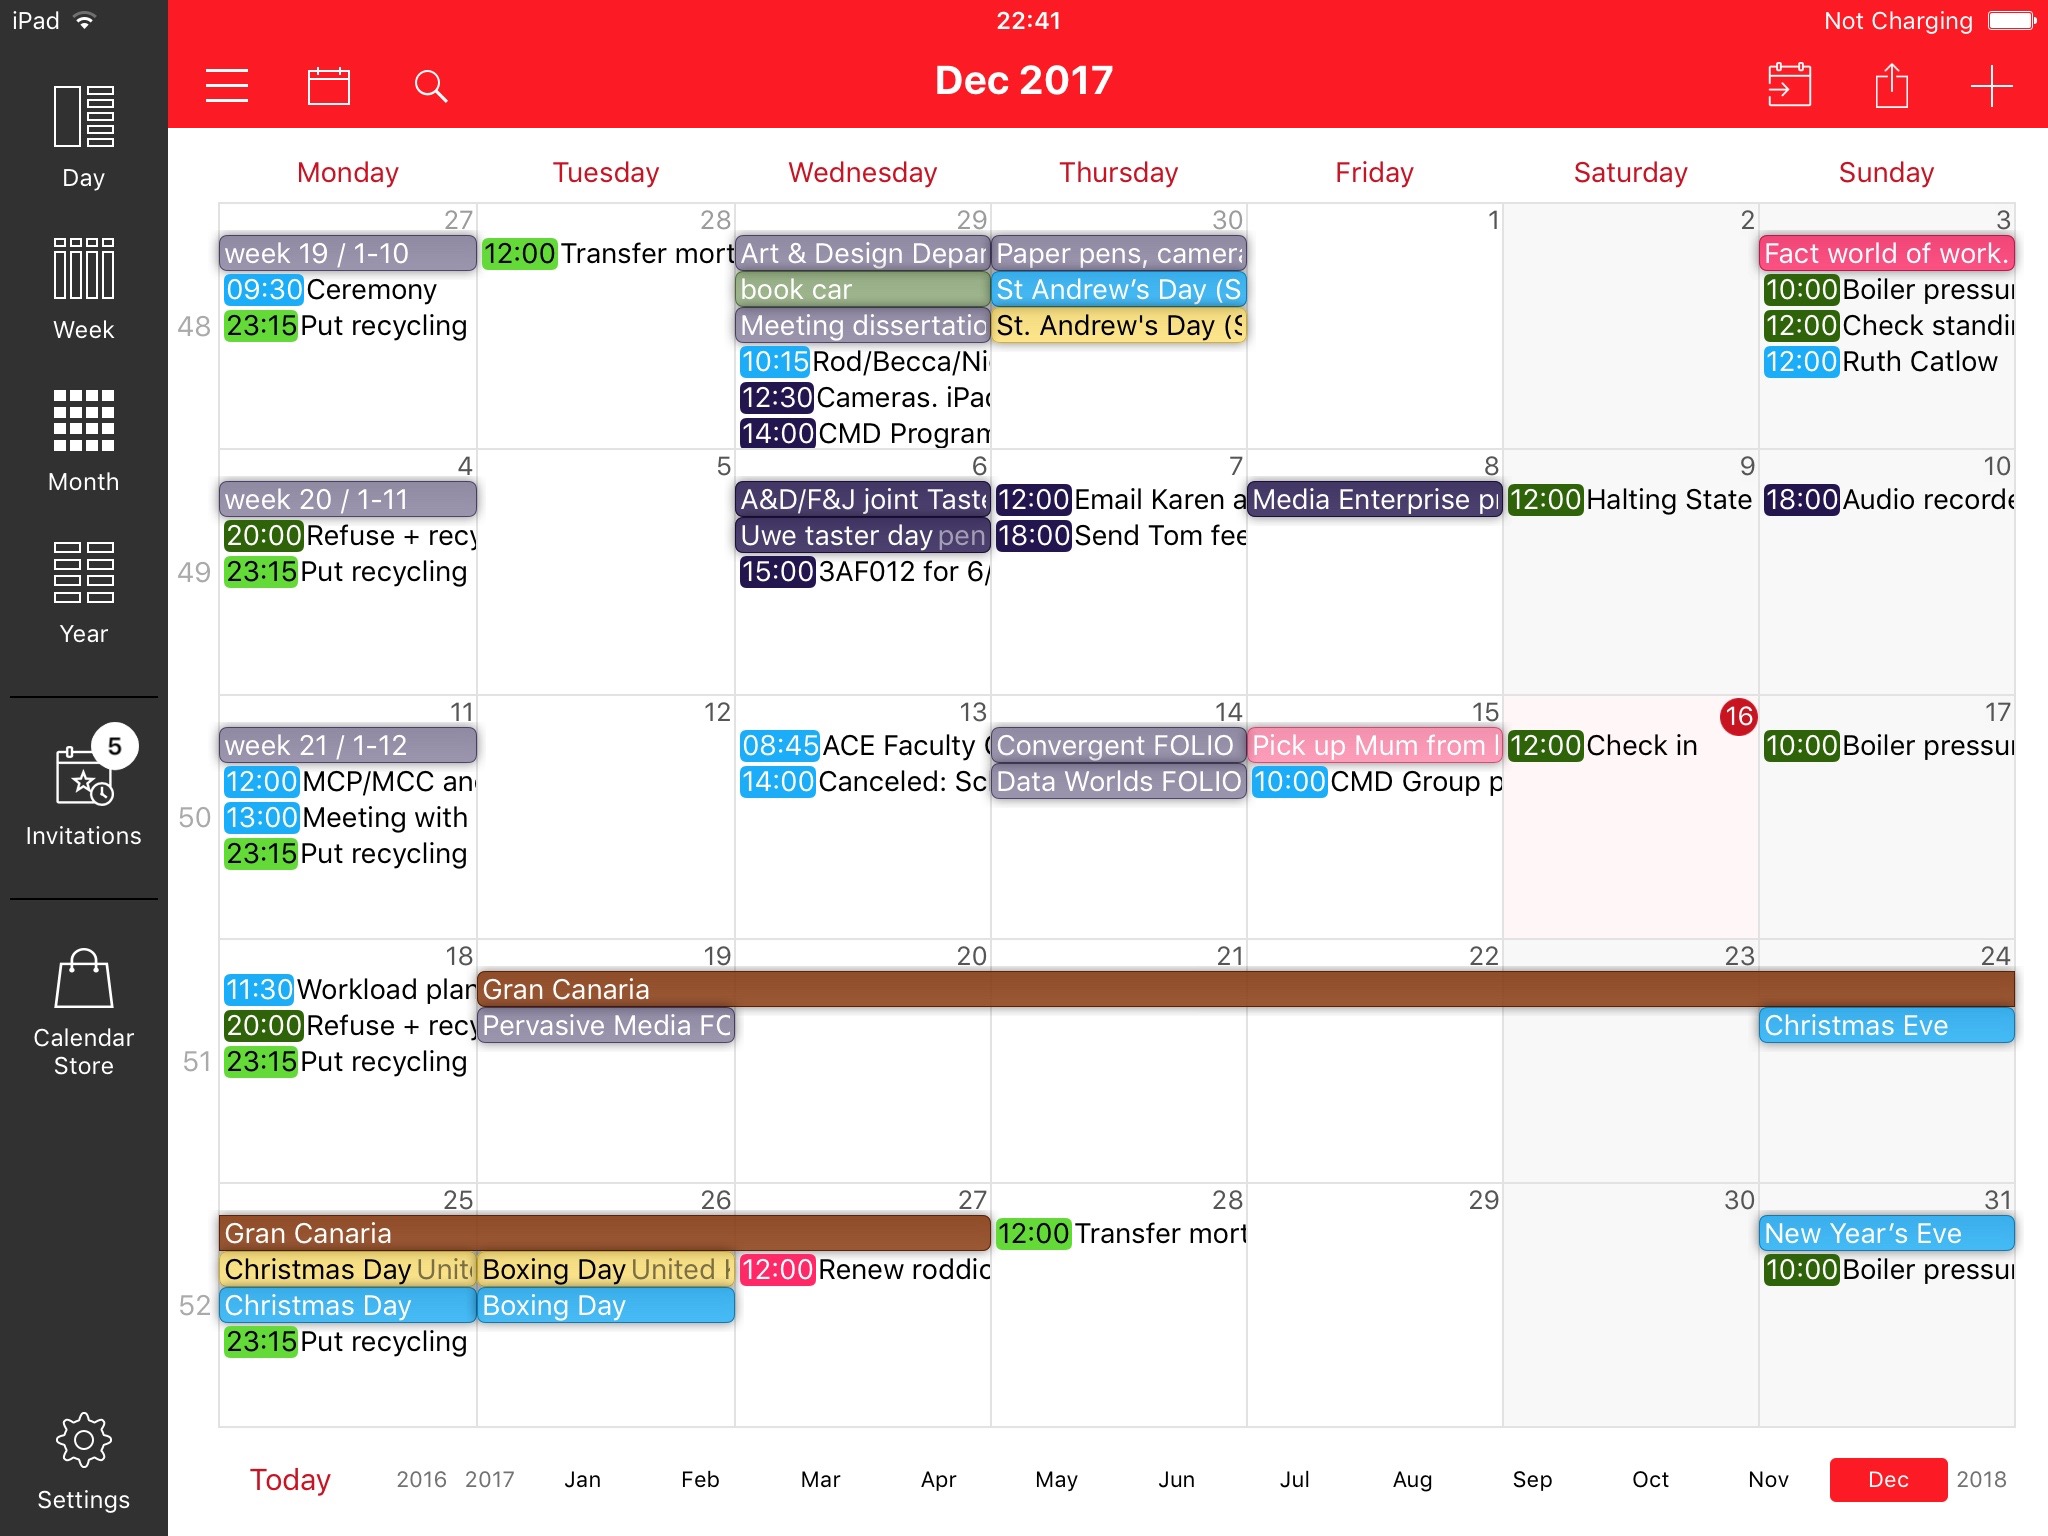 iPad 22:41 Not Charging
Dec 2017
Day
Week
Month
Year
5
Invitations
Calendar
Store
Settings
Monday Tuesday Wednesday Thursday Friday Saturday Sunday
48
27
week 19 / 1-10
09:30 Ceremony
23:15 Put recycling
28
12:00 Transfer mort
29
Art & Design Depar
book car
Meeting dissertatio
10:15 Rod/Becca/Ni
12:30 Cameras. iPad
14:00 CMD Program
30
Paper pens, camera
St Andrew’s Day (S
St. Andrew's Day (S
1
2
3
Fact world of work.
10:00 Boiler pressur
12:00 Check standi
12:00 Ruth Catlow
49
4
week 20 / 1-11
20:00 Refuse + recy
23:15 Put recycling
5
6
A&D/F&J joint Taste
Uwe taster day pen
15:00 3AF012 for 6/
7
12:00 Email Karen a
18:00 Send Tom fee
8
Media Enterprise pr
9
12:00 Halting State
10
18:00 Audio recorde
50
11
week 21 / 1-12
12:00 MCP/MCC and
13:00 Meeting with
23:15 Put recycling
12
13
08:45 ACE Faculty
14:00 Canceled: Sc
14
Convergent FOLIO
Data Worlds FOLIO
15
Pick up Mum from
10:00 CMD Group p
16
12:00 Check in
17
10:00 Boiler pressur
51
18
11:30 Workload plan
20:00 Refuse + recy
23:15 Put recycling
19
Gran Canaria
Pervasive Media FO
20
21
22
23
24
Christmas Eve
52
25
Gran Canaria
Christmas Day Unite
Christmas Day
23:15 Put recycling
26
Boxing Day United
Boxing Day
27
12:00 Renew roddic
28
12:00 Transfer mort
29
30
31
New Year’s Eve
10:00 Boiler pressur
Today 2016 2017 Jan Feb Mar Apr May Jun Jul Aug Sep Oct Nov Dec 2018